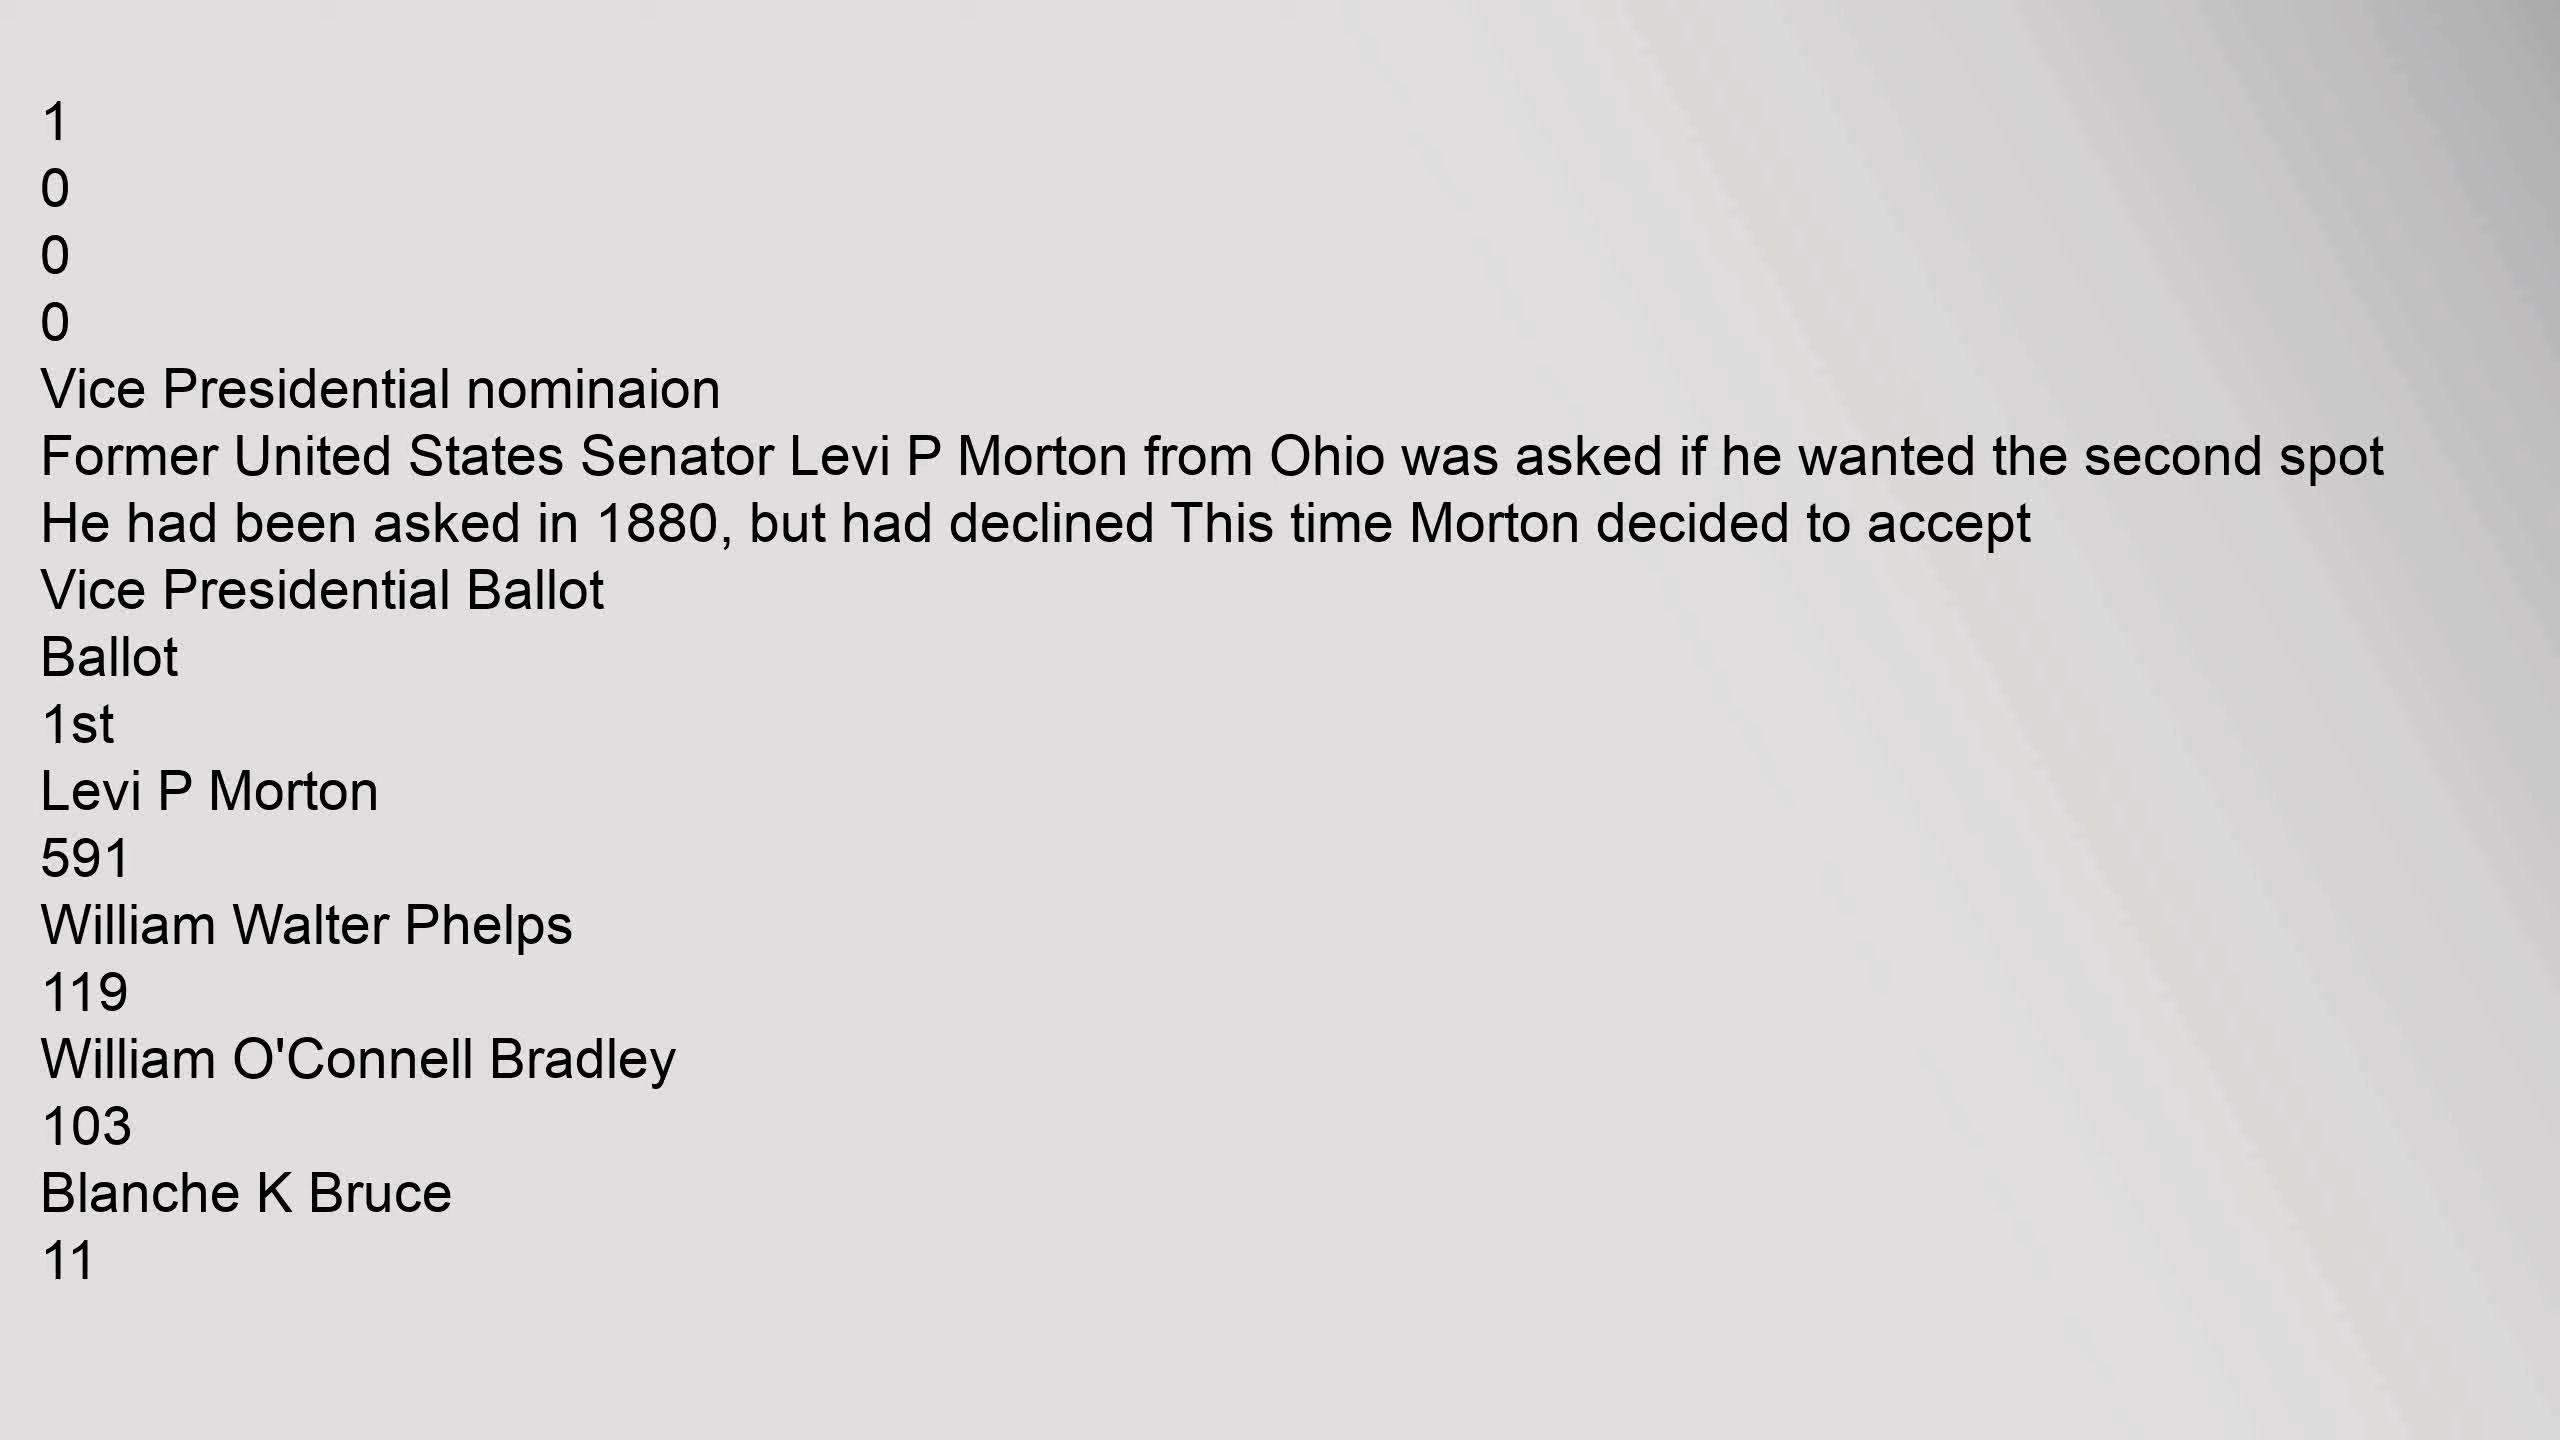 1
0
0
0
Vice Presidential nominaion
Former United States Senator Levi P Morton from Ohio was asked if he wanted the second spot
He had been asked in 1880, but had declined This time Morton decided to accept
Vice Presidential Ballot
Ballot
1st
Levi P Morton
591
William Walter Phelps
119
William O'Connell Bradley
103
Blanche K Bruce
11